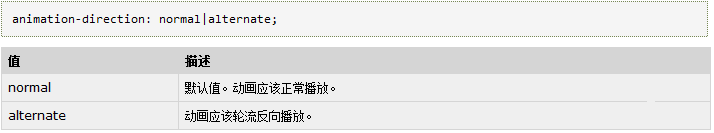 animation-direction: normal|alternate;
值 描述
normal 默认值。动画应该正常播放。
alternate 动画应该轮流反向播放。